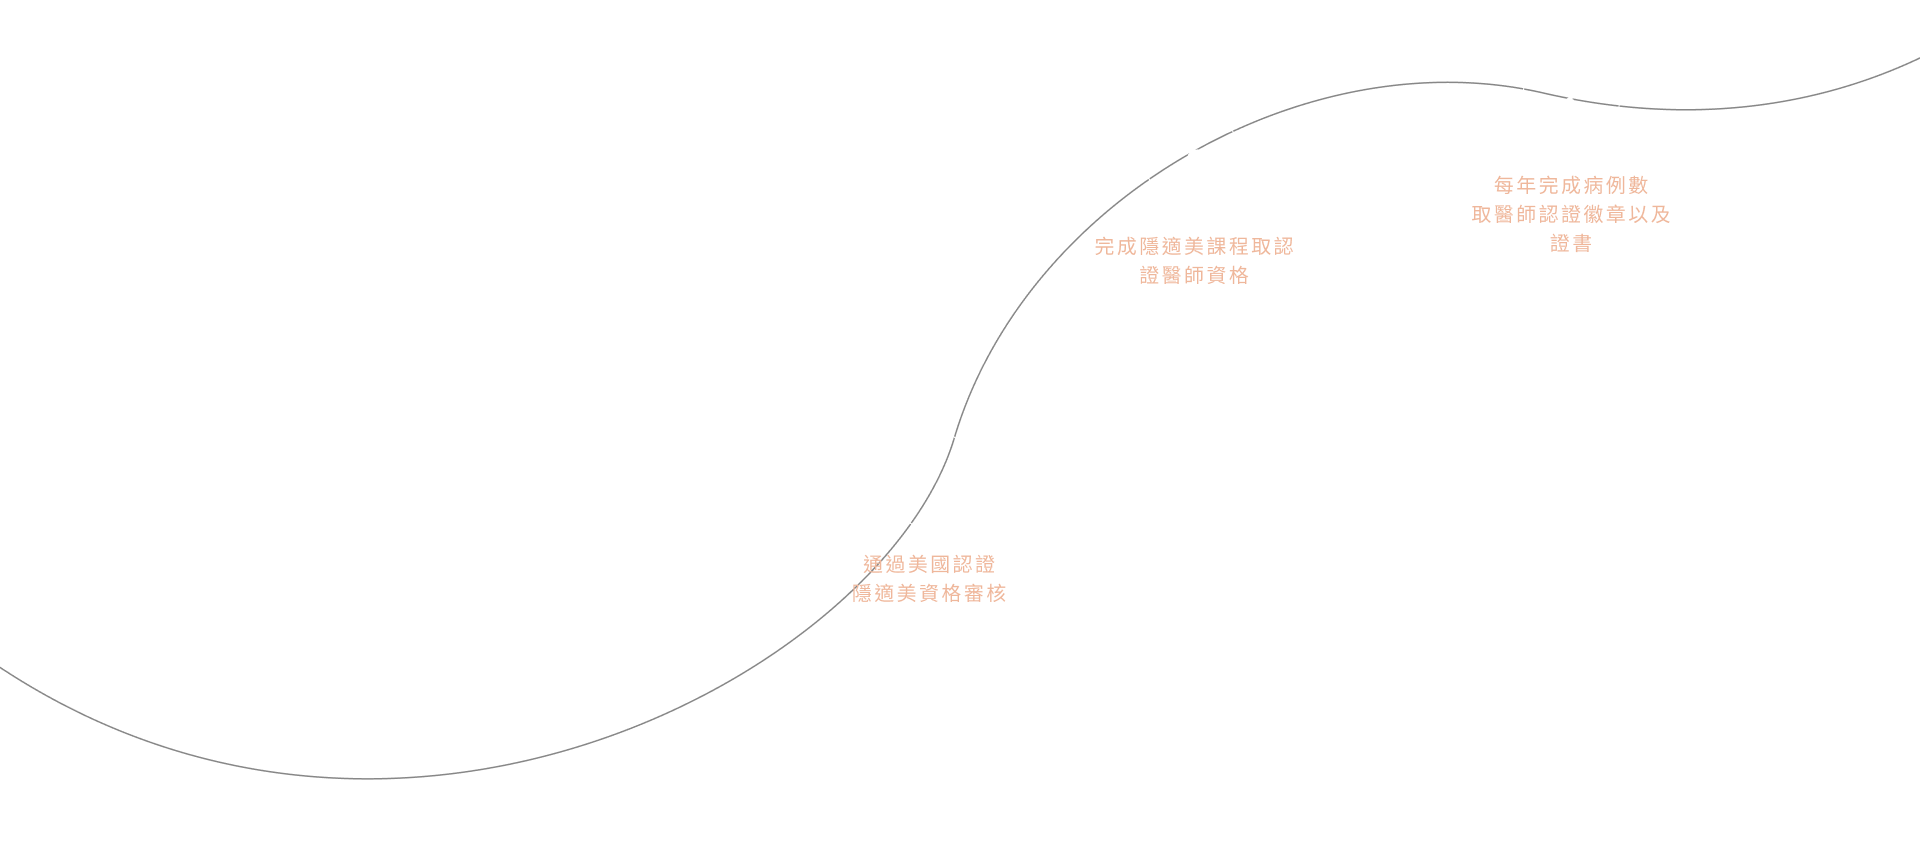 每年完成病例數
取醫師認證徽章以及
證書
完成隱適美課程取認
證醫師資格
通過美國認證
隱適美資格審核